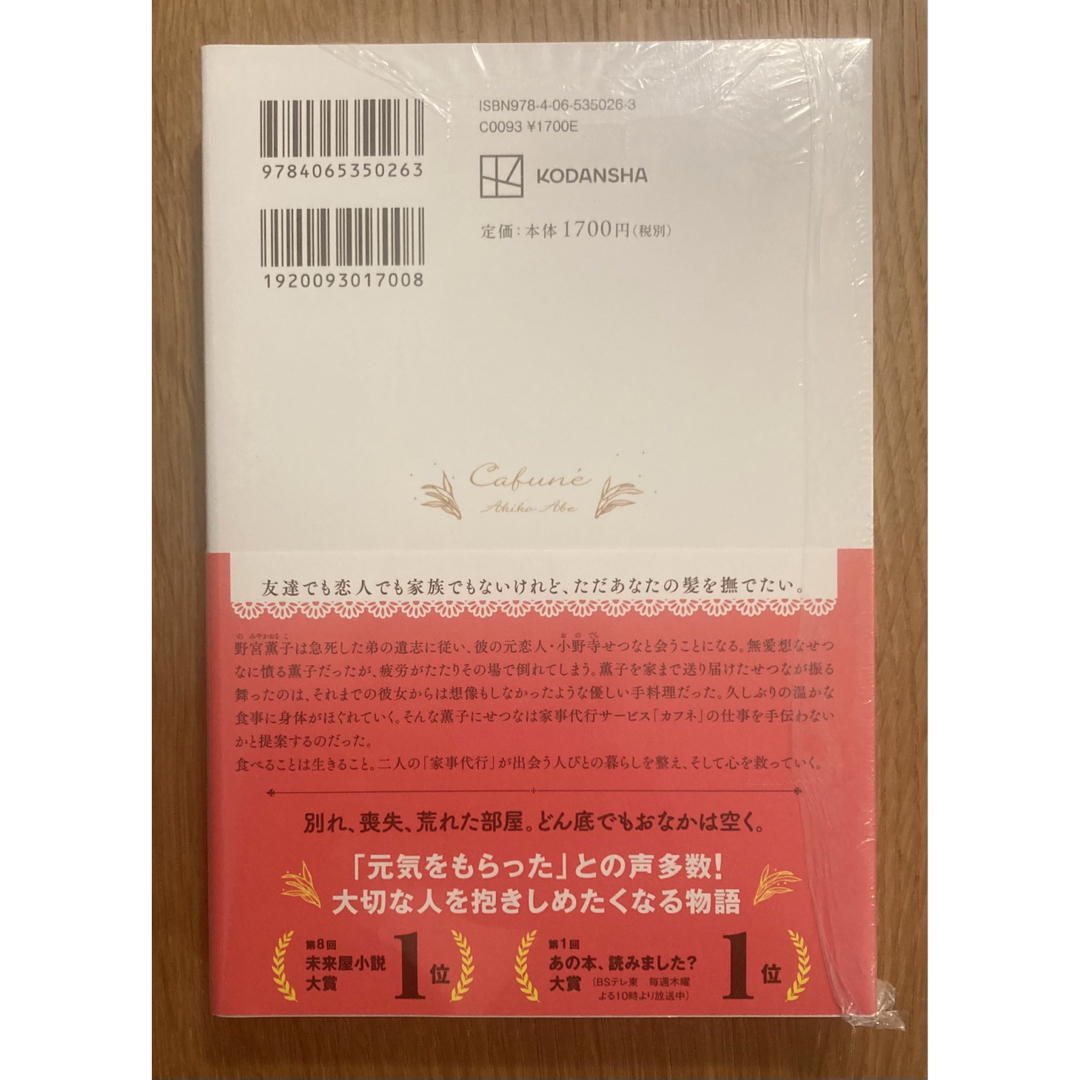 ISBN978-4-06-535026-3
C0093 ¥1700E
9784065350263
KODANSHA
定価：本体1700円（税別）
1920093017008
Cafuné
Akiko Abe
友達でも恋人でも家族でもないけれど、ただあなたの髪を撫でたい。
の みやかおる こ
お の でら
野宮薫子は急死した弟の遺志に従い、彼の元恋人・小野寺せつなと会うことになる。無愛想なせつ
なに憤る薫子だったが、疲労がたたりその場で倒れてしまう。薫子を家まで送り届けたせつなが振る
舞ったのは、それまでの彼女からは想像もしなかったような優しい手料理だった。久しぶりの温かな
食事に身体がほぐれていく。そんな薫子にせつなは家事代行サービス「カフネ」の仕事を手伝わない
かと提案するのだった。
食べることは生きること。二人の「家事代行」が出会う人びとの暮らしを整え、そして心を救っていく。
別れ、喪失、荒れた部屋。どん底でもおなかは空く。
「元気をもらった」との声多数！
大切な人を抱きしめたくなる物語
第8回
未来屋小説
大賞
1位
第1回
あの本、読みました？
大賞（BSテレ東　毎週木曜
よる10時より放送中）
1位